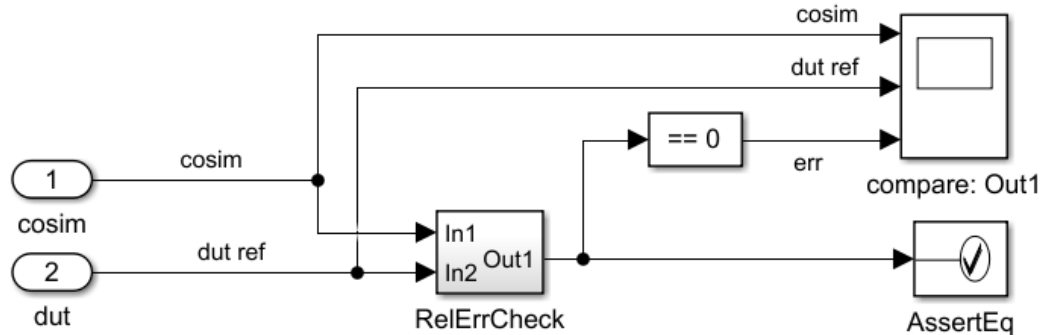 cosim
dut ref
== 0
cosim
err
1
compare: Out1
cosim
In1
dut ref
Out1
2
In2
dut
RelErrCheck
AssertEq